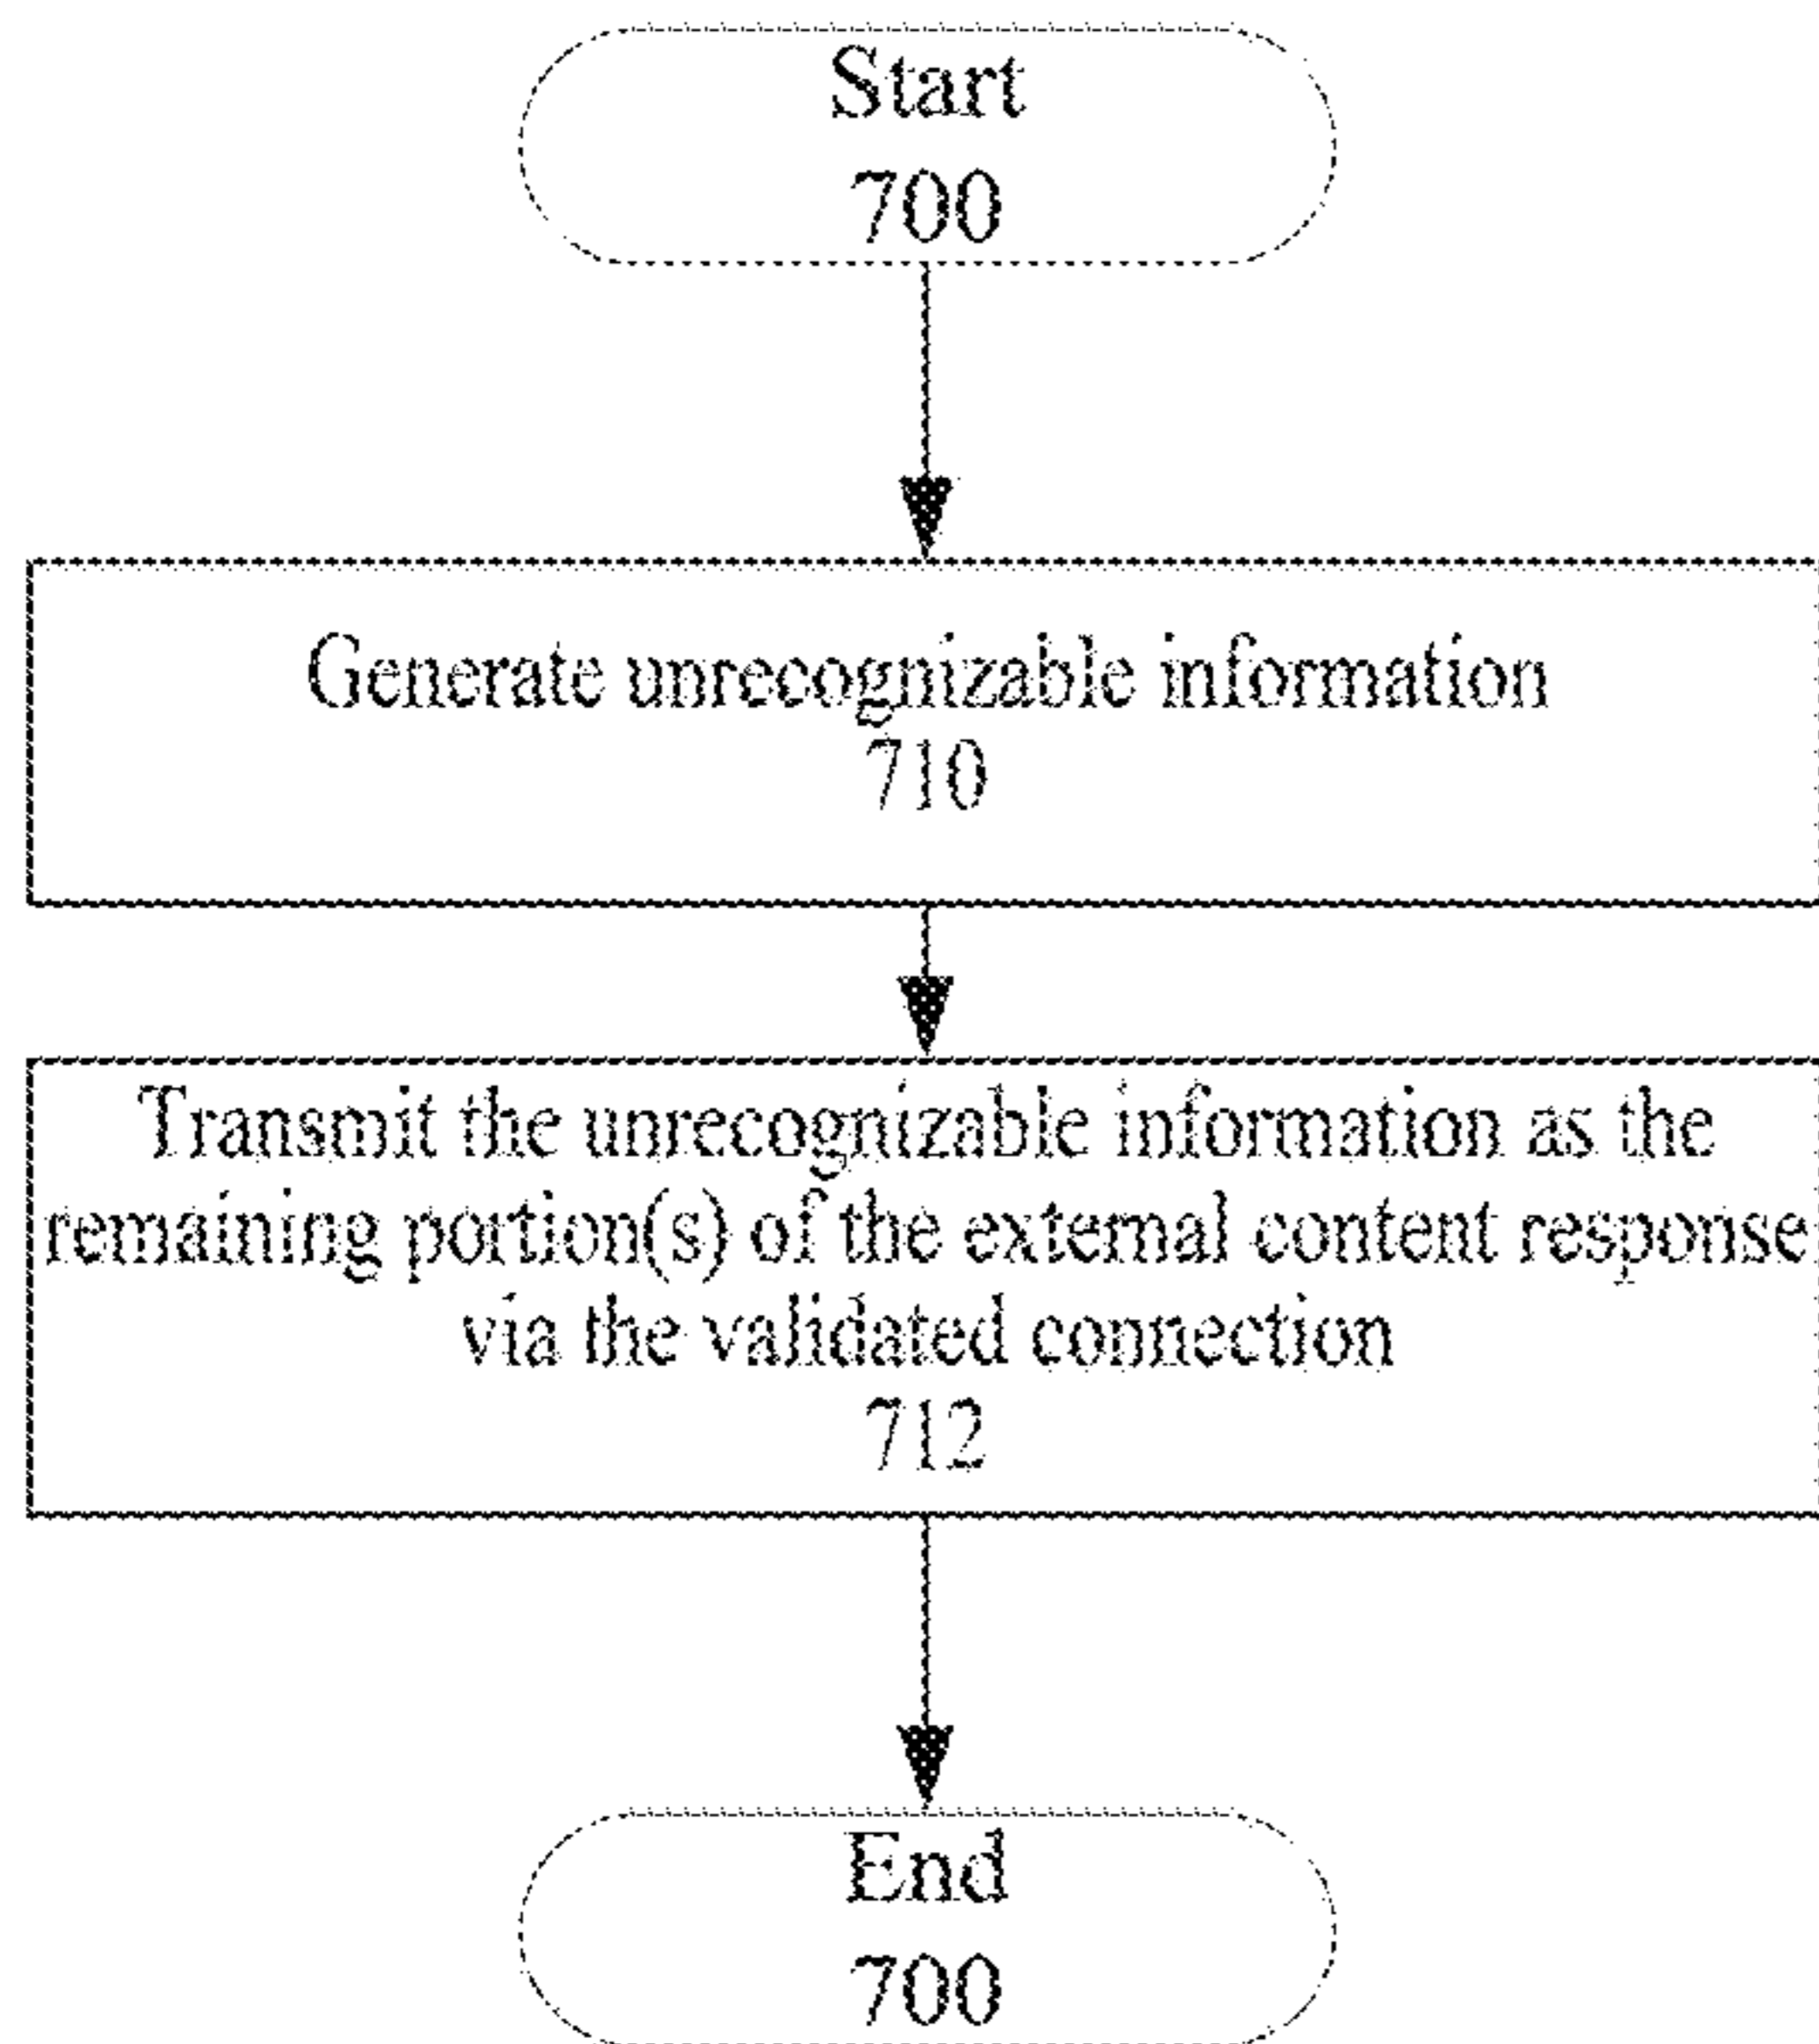 Start
700
Generate unrecognizable information
710
Transmit the unrecognizable information as the
remaining portion(s) of the external content response
via the validated connection
712
End
700